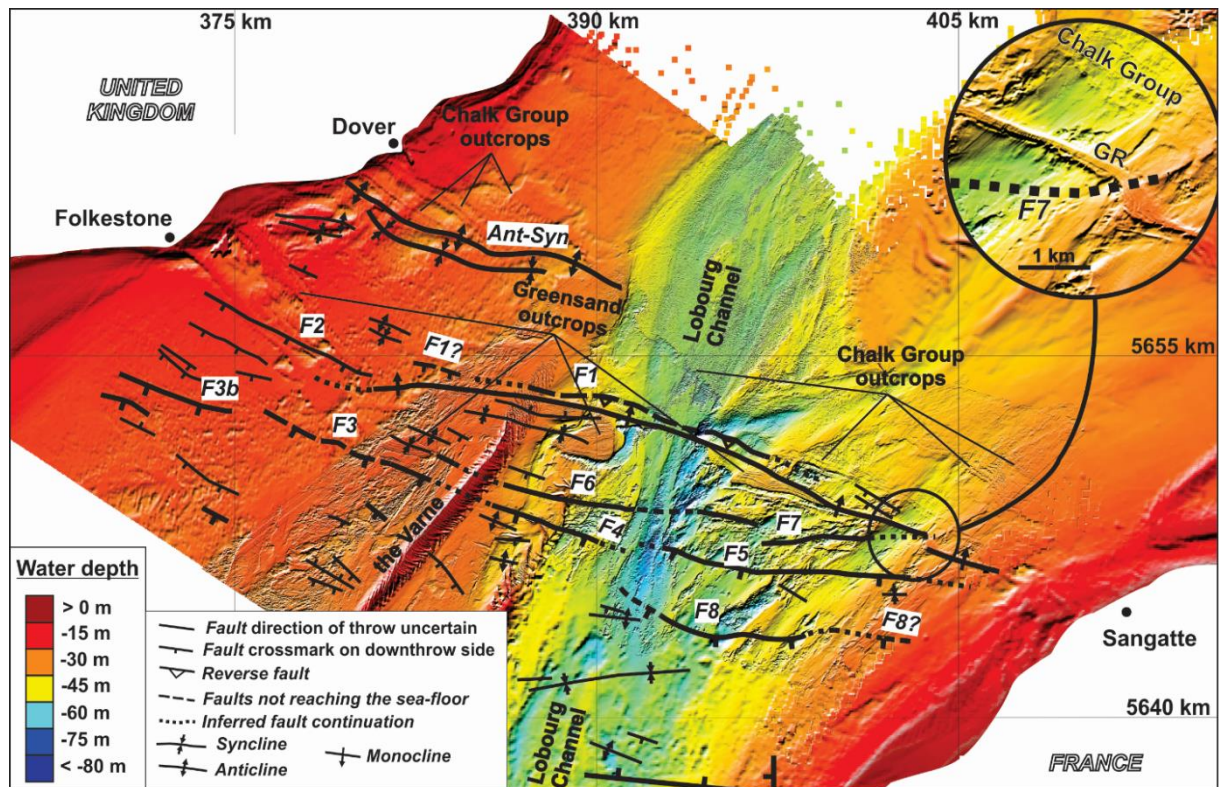 375 km
390 km
405 km
UNITED
KINGDOM
Dover
Folkestone
Chalk Group
outcrops
Ant-Syn
Greensand
outcrops
Lobourg
Channel
Chalk Group
GR
F7
1 km
5655 km
Chalk Group
outcrops
F2
F1?
F1
F3b
F3
F6
F4
F7
F5
F8
F8?
the Varne
Sangatte
5640 km
FRANCE
Lobourg
Channel
Water depth
> 0 m
-15 m
-30 m
-45 m
-60 m
-75 m
< -80 m
Fault direction of throw uncertain
Fault crossmark on downthrow side
Reverse fault
Faults not reaching the sea-floor
Inferred fault continuation
Syncline
Monocline
Anticline